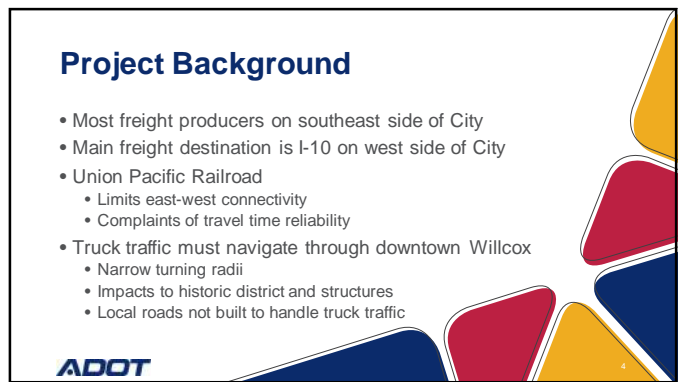 Project Background
• Most freight producers on southeast side of City
• Main freight destination is I-10 on west side of City
• Union Pacific Railroad
• Limits east-west connectivity
• Complaints of travel time reliability
• Truck traffic must navigate through downtown Willcox
• Narrow turning radii
• Impacts to historic district and structures
• Local roads not built to handle truck traffic
ADOT
4